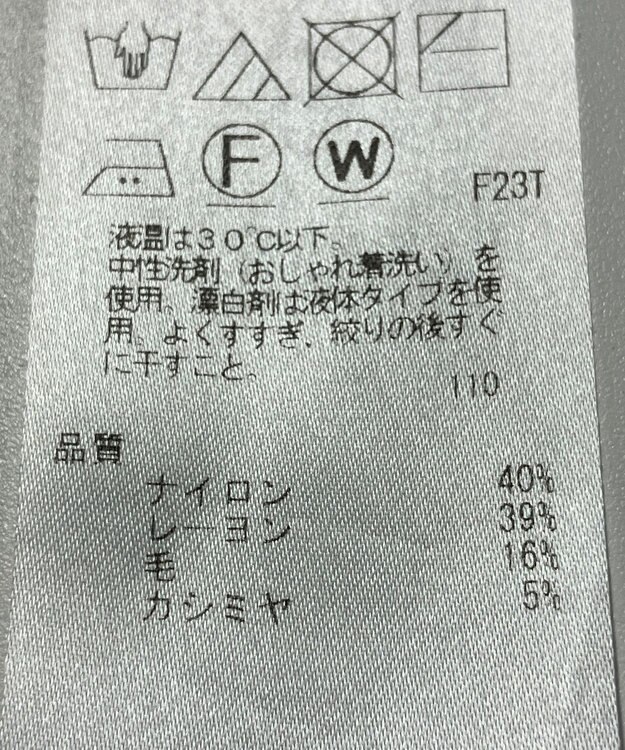 F
W
F23T
液温は30℃以下。
中性洗剤（おしゃれ着洗い）を
使用、漂白剤は液体タイプを使
用、よくすすぎ、絞りの後すぐ
に干すこと。
110
品質
ナイロン 40%
レーヨン 39%
毛 16%
カシミヤ 5%